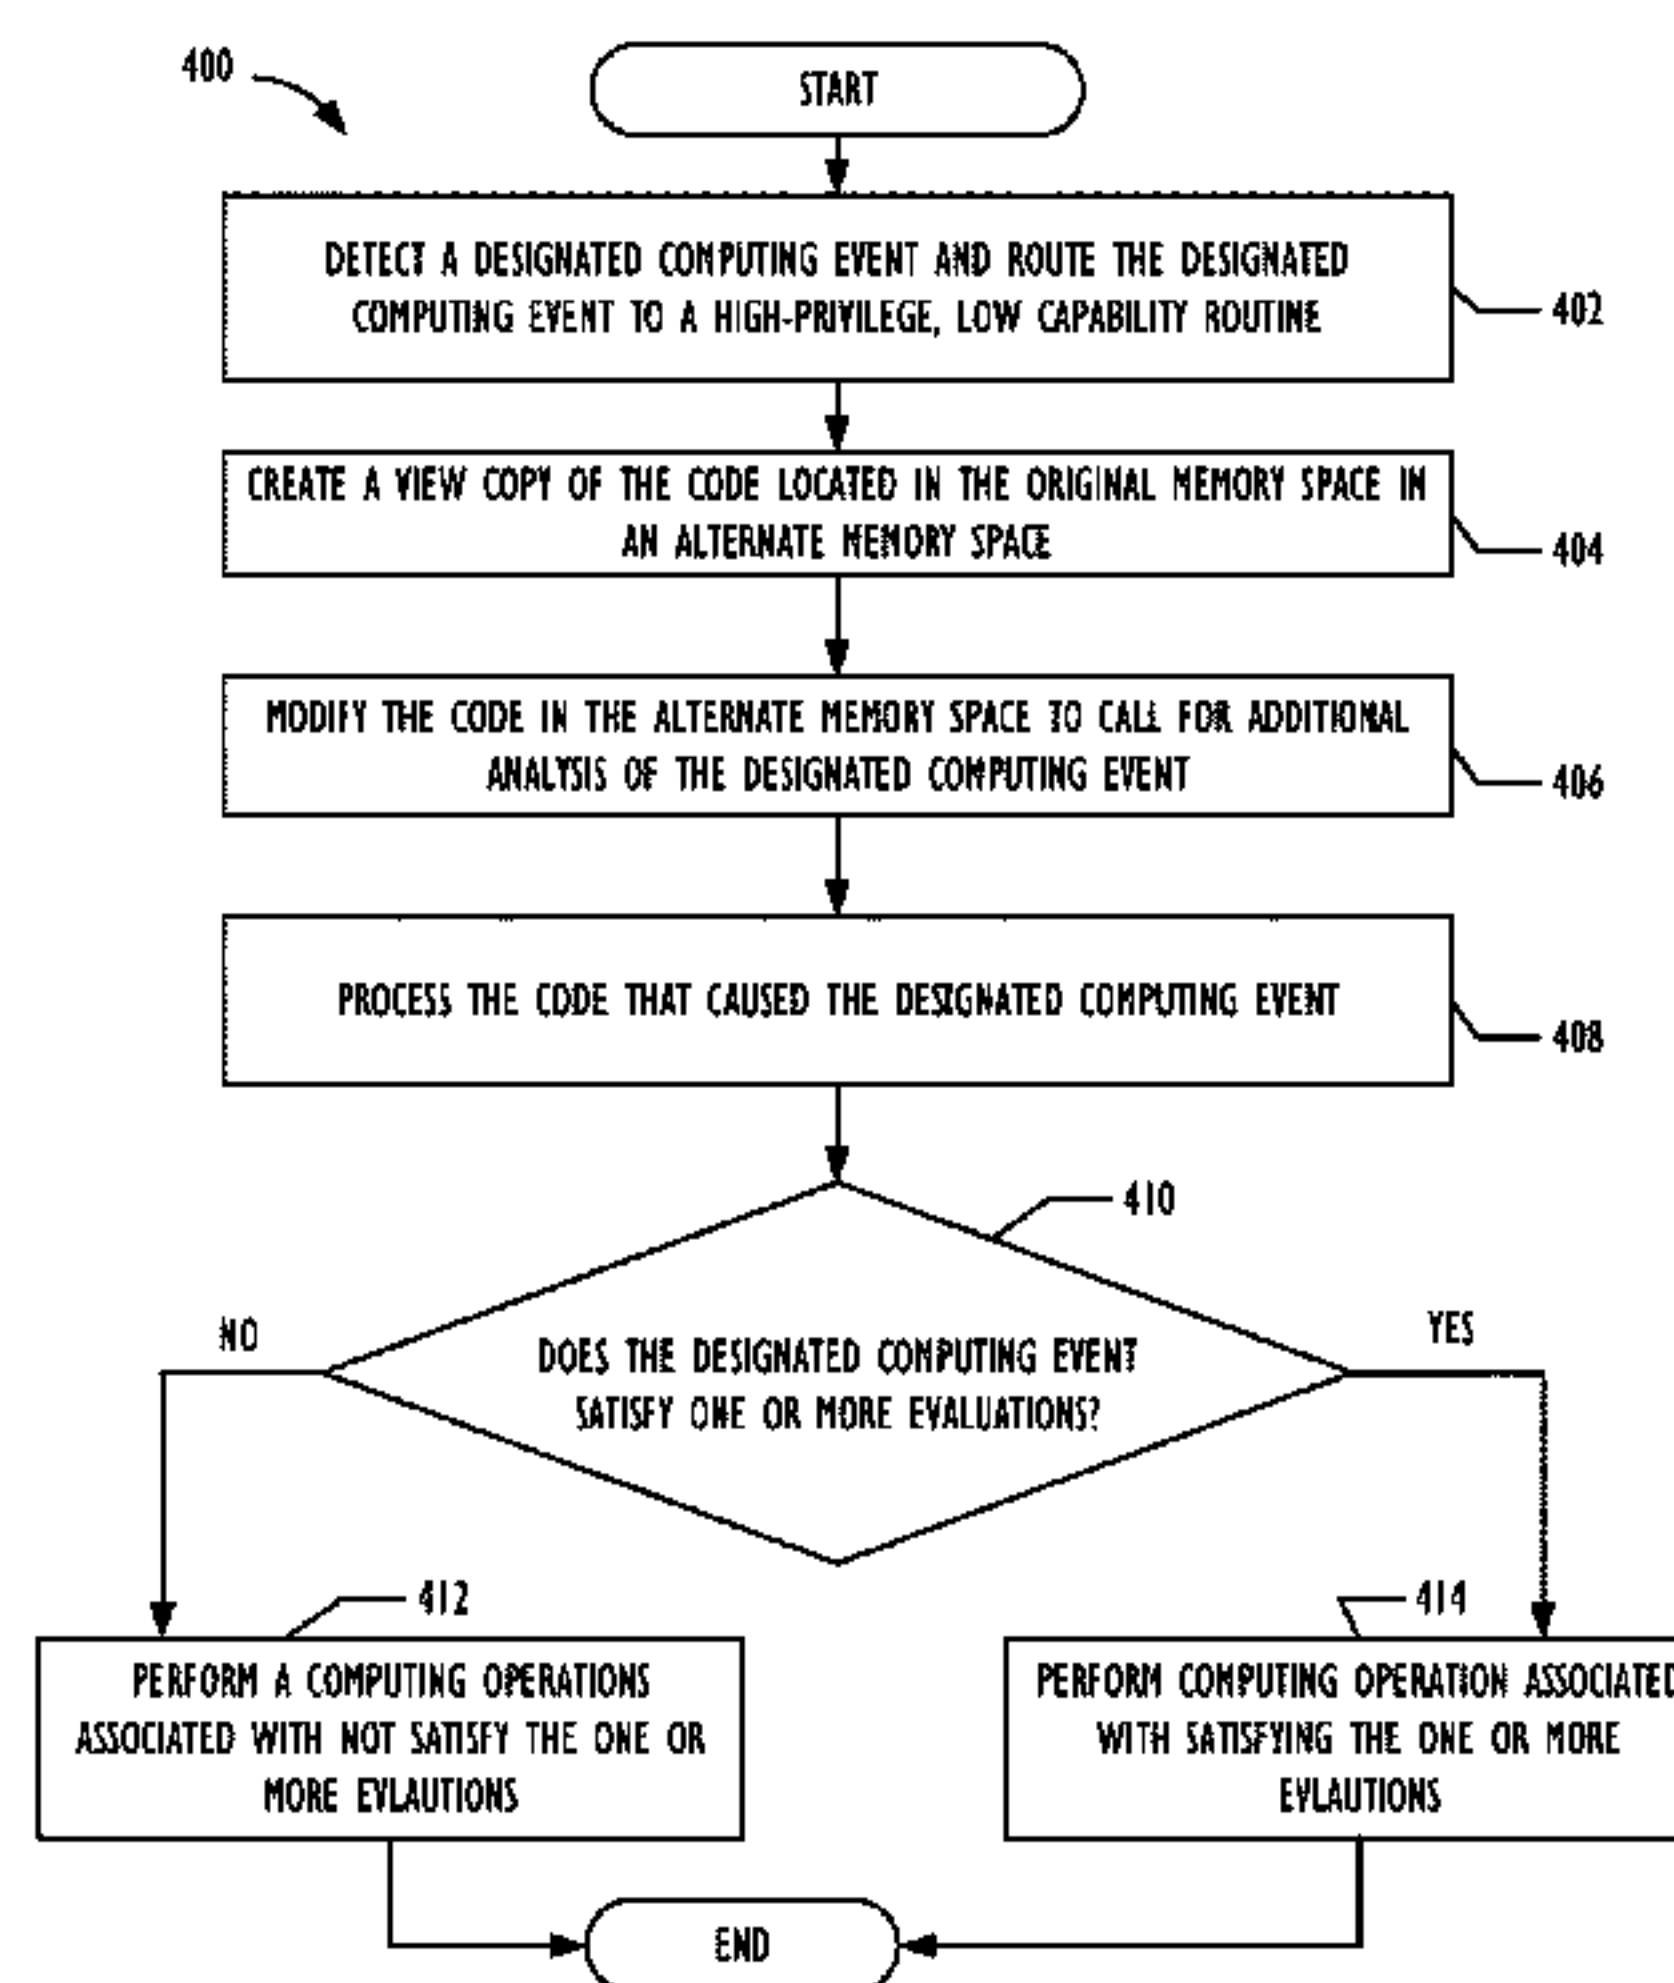 400
START
DETECT A DESIGNATED COMPUTING EVENT AND ROUTE THE DESIGNATED
COMPUTING EVENT TO A HIGH-PRIVILEGE, LOW CAPABILITY ROUTINE
402
CREATE A VIEW COPY OF THE CODE LOCATED IN THE ORIGINAL MEMORY SPACE IN
AN ALTERNATE MEMORY SPACE
404
MODIFY THE CODE IN THE ALTERNATE MEMORY SPACE TO CALL FOR ADDITIONAL
ANALYSIS OF THE DESIGNATED COMPUTING EVENT
406
PROCESS THE CODE THAT CAUSED THE DESIGNATED COMPUTING EVENT
408
410
NO
YES
DOES THE DESIGNATED COMPUTING EVENT
SATISFY ONE OR MORE EVALUATIONS?
412
PERFORM A COMPUTING OPERATIONS
ASSOCIATED WITH NOT SATISFY THE ONE OR
MORE EVLAUTIONS
414
PERFORM COMPUTING OPERATION ASSOCIATED
WITH SATISFYING THE ONE OR MORE
EVLAUTIONS
END